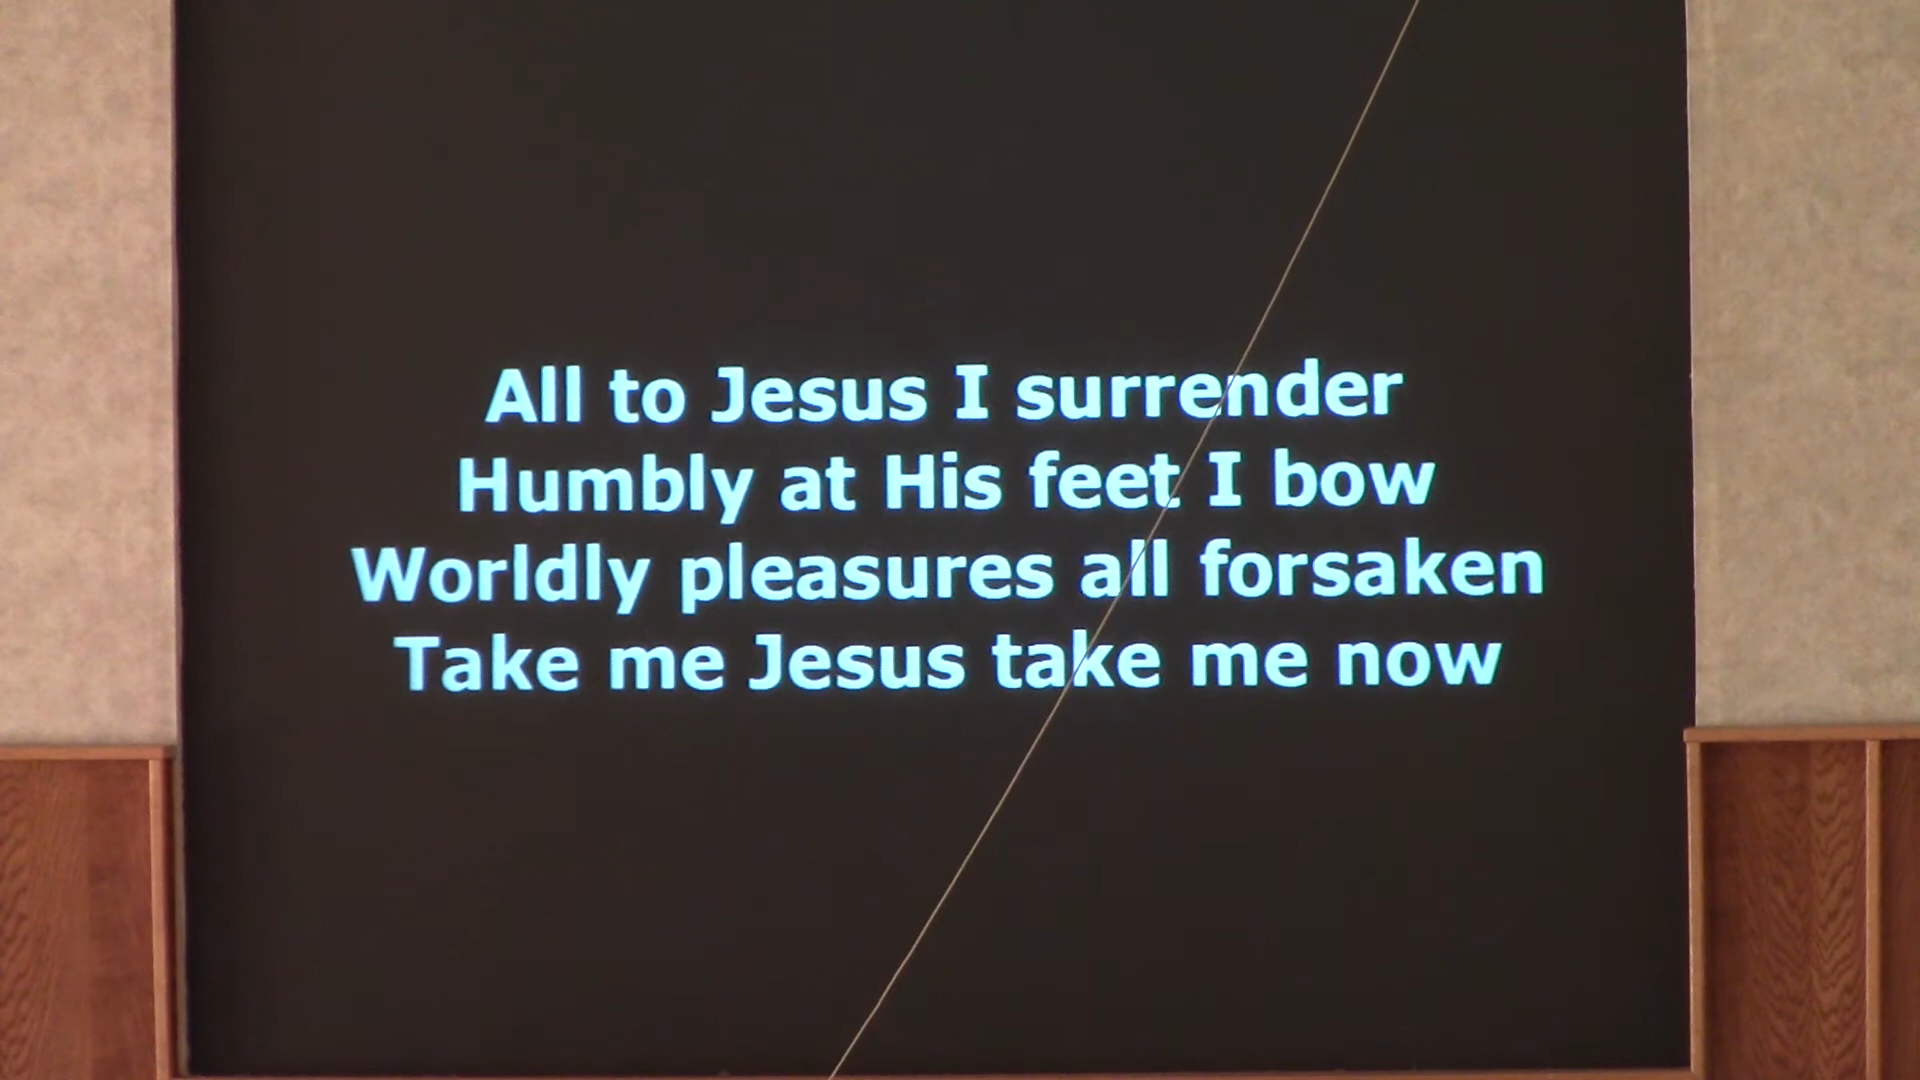 All to Jesus I surrender
Humbly at His feet I bow
Worldly pleasures all forsaken
Take me Jesus take me now